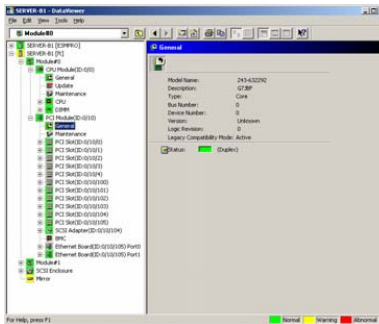 SERVER-B1 - DataViewer
File Edit View Tools Help
Module#0
SERVER-B1 [ESMPRO]
SERVER-B1 [ft]
Module#0
CPU Module(ID:0/0)
General
Update
Maintenance
CPU
DIMM
PCI Module(ID:0/10)
General
Maintenance
PCI Slot(ID:0/10/0)
PCI Slot(ID:0/10/1)
PCI Slot(ID:0/10/2)
PCI Slot(ID:0/10/3)
PCI Slot(ID:0/10/4)
PCI Slot(ID:0/10/100)
PCI Slot(ID:0/10/101)
PCI Slot(ID:0/10/102)
PCI Slot(ID:0/10/103)
PCI Slot(ID:0/10/104)
PCI Slot(ID:0/10/105)
SCSI Adapter(ID:0/10/104)
BMC
Ethernet Board(ID:0/10/105) Port0
Ethernet Board(ID:0/10/105) Port1
Module#1
SCSI Enclosure
Mirror
General
Model Name: 243-632292
Description: G7JBF
Type: Core
Bus Number: 0
Device Number: 0
Version: Unknown
Logic Revision: 0
Legacy Compatibility Mode: Active
Status: (Duplex)
For Help, press F1
Normal Warning Abnormal